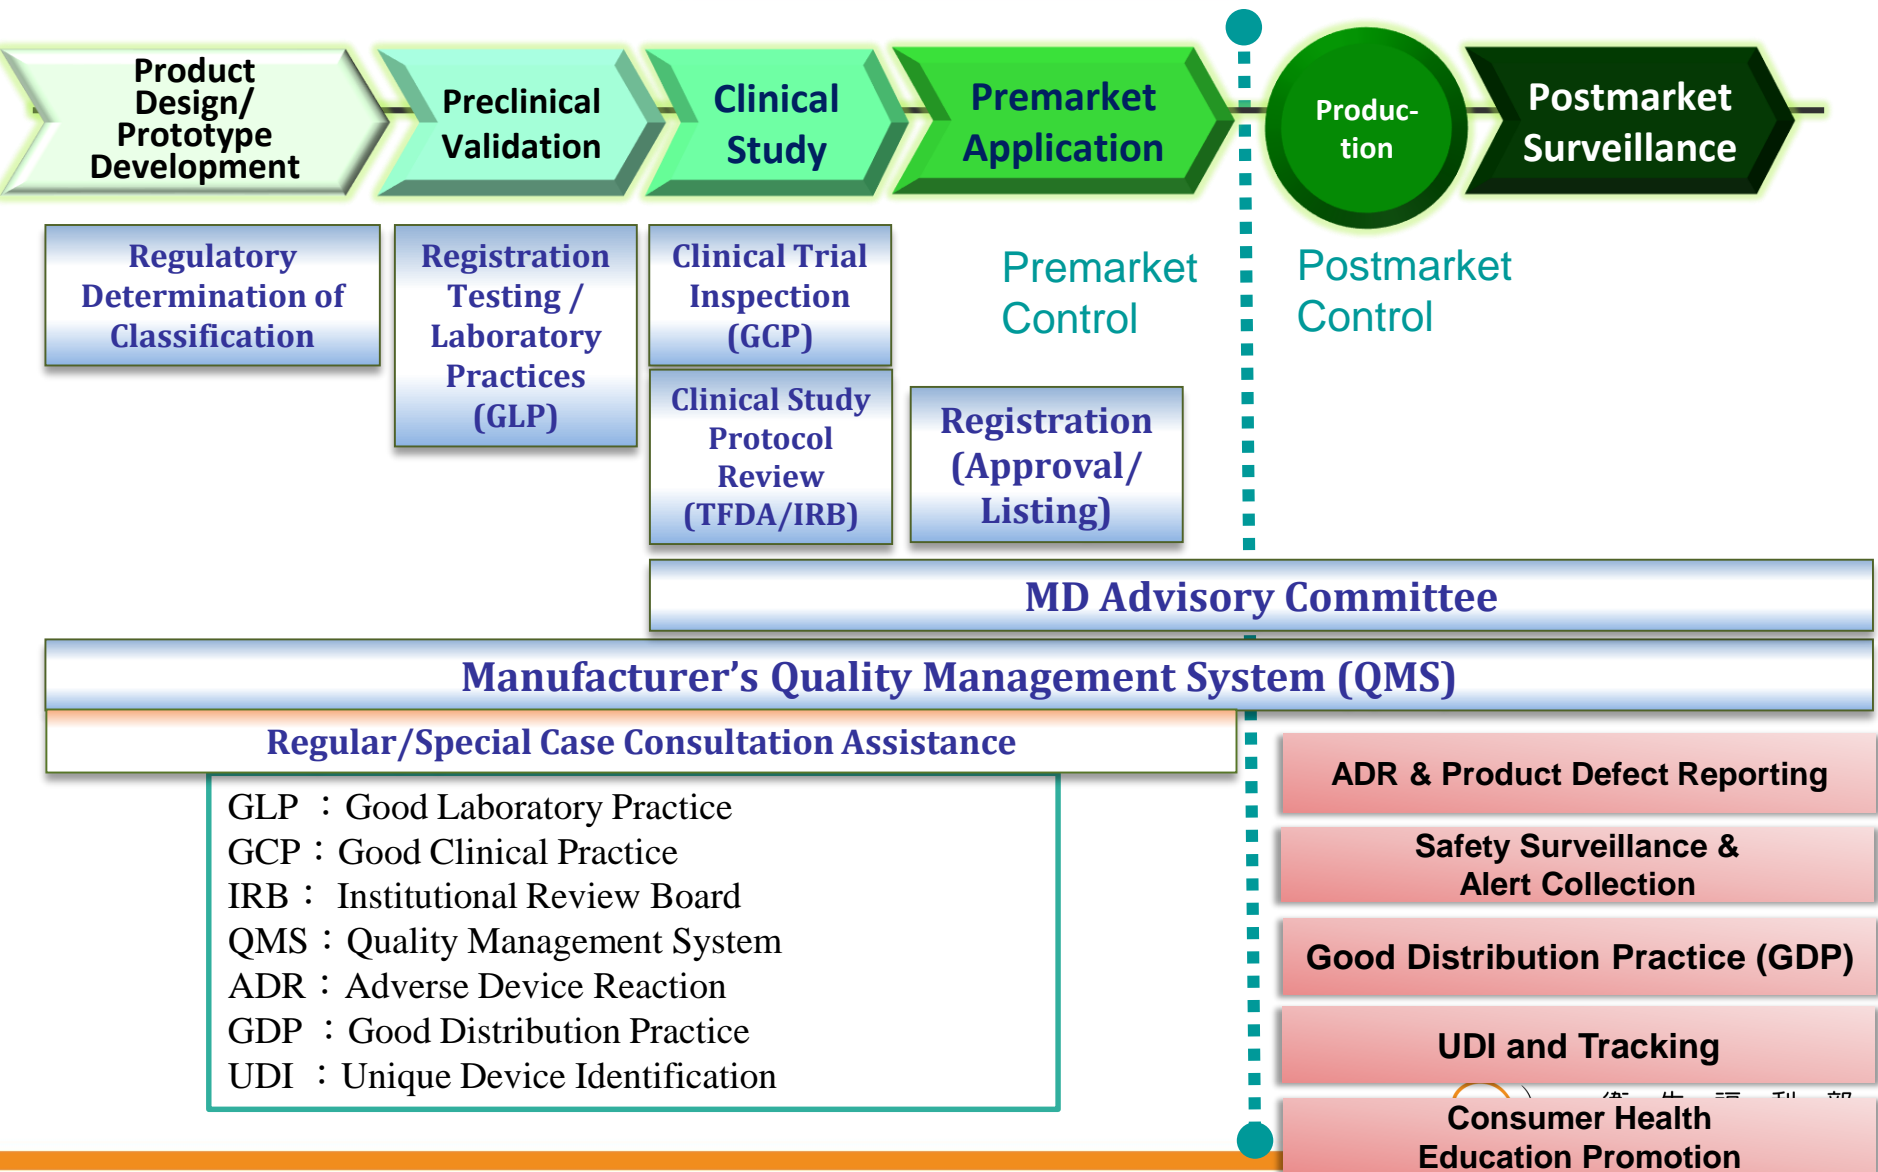 Product
Design/
Prototype
Development
Preclinical
Validation
Clinical
Study
Premarket
Application
Produc-
tion
Postmarket
Surveillance
Regulatory
Determination of
Classification
Registration
Testing /
Laboratory
Practices
(GLP)
Clinical Trial
Inspection
(GCP)
Clinical Study
Protocol
Review
(TFDA/IRB)
Premarket
Control
Postmarket
Control
Registration
(Approval/
Listing)
MD Advisory Committee
Manufacturer’s Quality Management System (QMS)
Regular/Special Case Consultation Assistance
GLP ：Good Laboratory Practice
GCP：Good Clinical Practice
IRB： Institutional Review Board
QMS：Quality Management System
ADR：Adverse Device Reaction
GDP ：Good Distribution Practice
UDI ：Unique Device Identification
ADR & Product Defect Reporting
Safety Surveillance &
Alert Collection
Good Distribution Practice (GDP)
UDI and Tracking
Consumer Health
Education Promotion